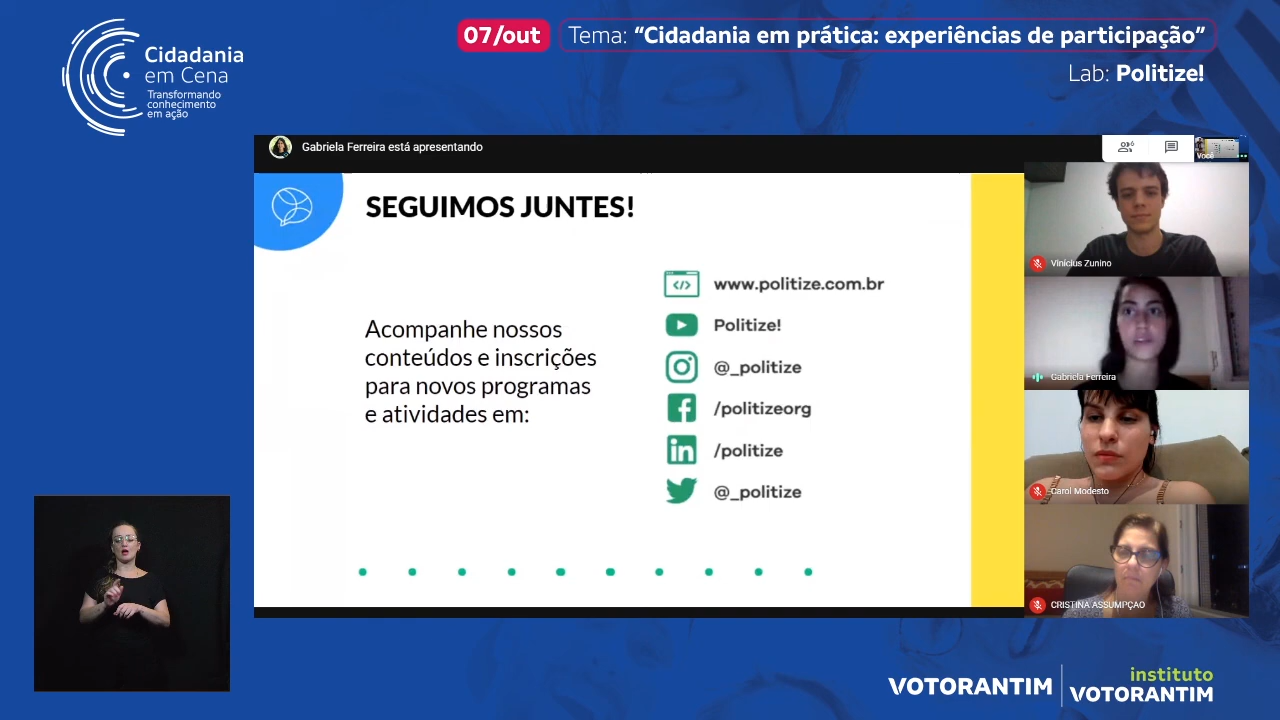 Cidadania
em Cena
Transformando
conhecimento
em ação
07/out
Tema: “Cidadania em prática: experiências de participação”
Lab: Politize!
Gabriela Ferreira está apresentando
Você
SEGUIMOS JUNTES!
Acompanhe nossos
conteúdos e inscrições
para novos programas
e atividades em:
www.politize.com.br
Politize!
@_politize
/politizeorg
/politize
@_politize
Vinícius Zunino
Gabriela Ferreira
Carol Modesto
CRISTINA ASSUMPÇAO
VOTORANTIM
instituto
VOTORANTIM